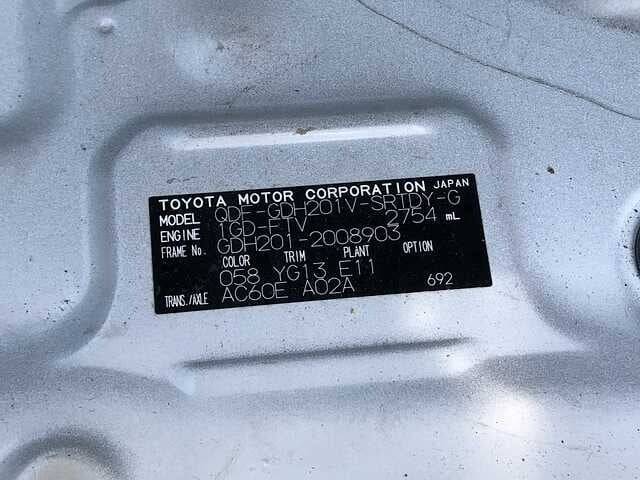 TOYOTA MOTOR CORPORATION JAPAN
MODEL QDF-GDH201V-SRTDY-G
ENGINE 1GD-FTV 2754 mL
FRAME No. GDH201-2008903
COLOR TRIM PLANT OPTION
058 YG13 E11
TRANS./AXLE AC60E A02A 692